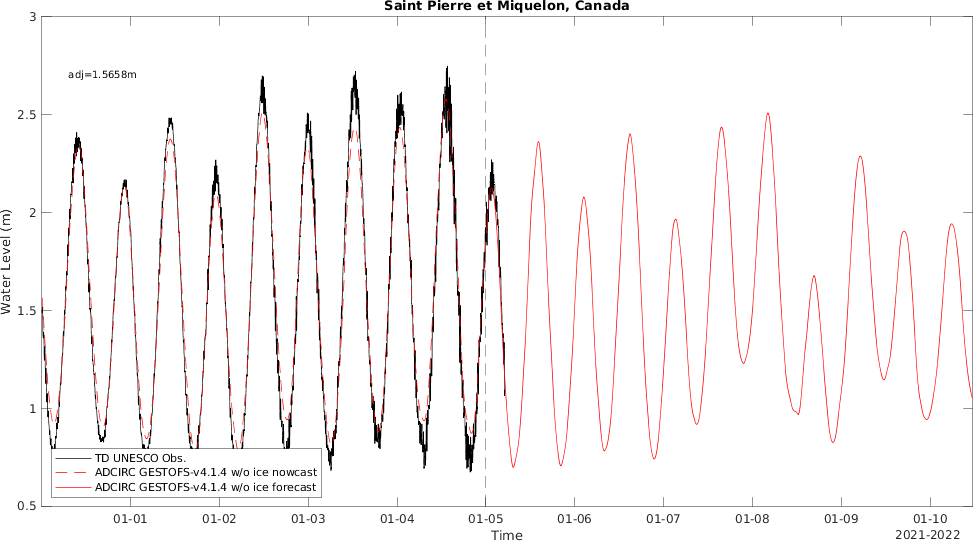 Saint Pierre et Miquelon, Canada
adj=1.5658m
3
2.5
2
1.5
1
0.5
Water Level (m)
TD UNESCO Obs.
ADCIRC GESTOFS-v4.1.4 w/o ice nowcast
ADCIRC GESTOFS-v4.1.4 w/o ice forecast
01-01 01-02 01-03 01-04 01-05 01-06 01-07 01-08 01-09 01-10
Time
2021-2022